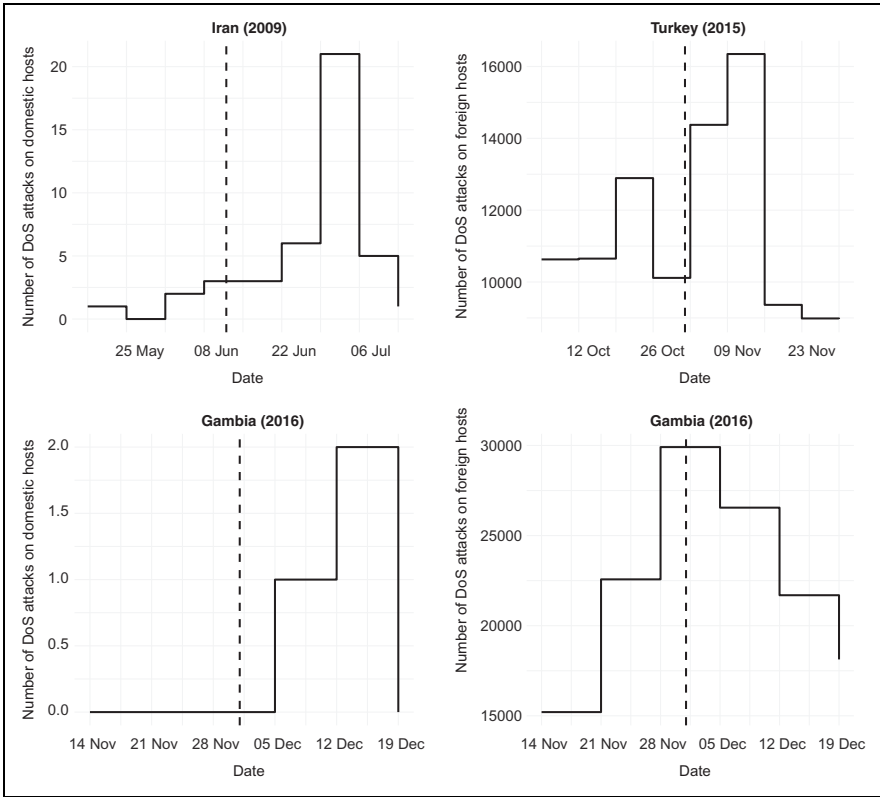 Iran (2009)
Number of DoS attacks on domestic hosts
20
15
10
5
0
25 May 08 Jun 22 Jun 06 Jul
Date
Turkey (2015)
Number of DoS attacks on foreign hosts
16000
14000
12000
10000
12 Oct 26 Oct 09 Nov 23 Nov
Date
Gambia (2016)
Number of DoS attacks on domestic hosts
2.0
1.5
1.0
0.5
0.0
14 Nov 21 Nov 28 Nov 05 Dec 12 Dec 19 Dec
Date
Gambia (2016)
Number of DoS attacks on foreign hosts
30000
25000
20000
15000
14 Nov 21 Nov 28 Nov 05 Dec 12 Dec 19 Dec
Date